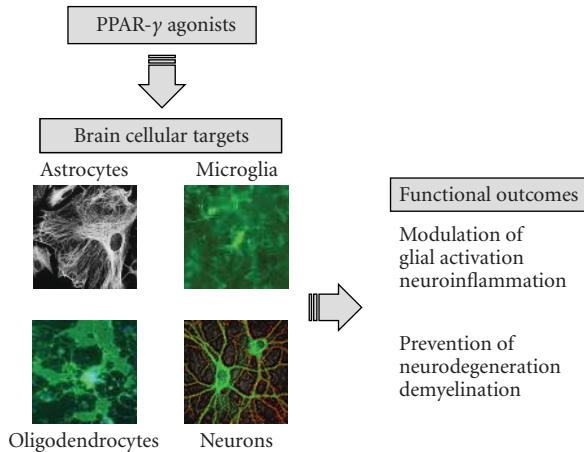 PPAR-γ agonists
Brain cellular targets
Astrocytes
Microglia
Oligodendrocytes
Neurons
Functional outcomes
Modulation of
glial activation
neuroinflammation
Prevention of
neurodegeneration
demyelination